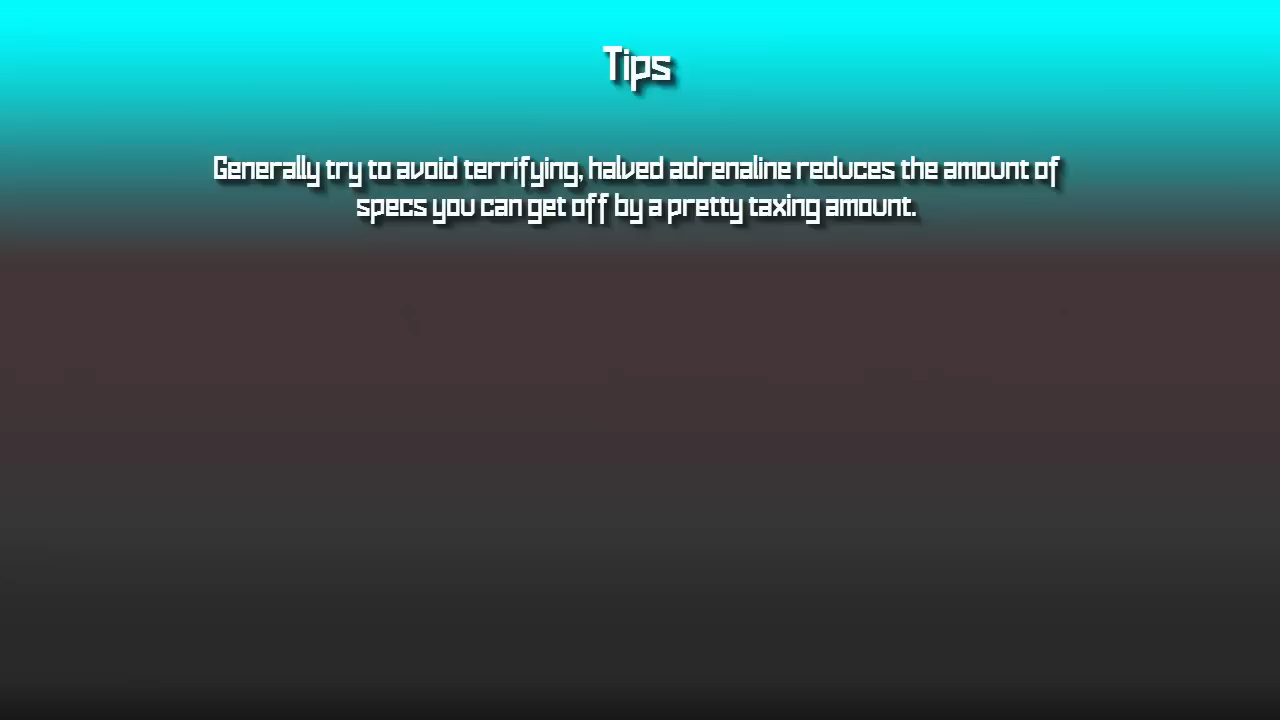 Tips
Generally try to avoid terrifying, halved adrenaline reduces the amount of
specs you can get off by a pretty taxing amount.